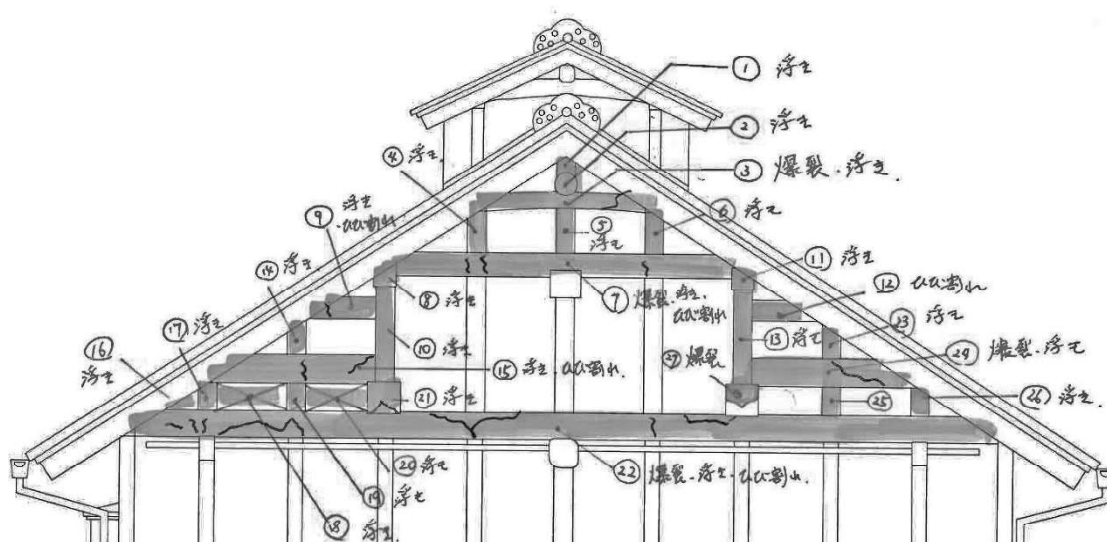 ① 浮き
② 浮き
③ 爆裂・浮き.
④ 浮き.
⑤
浮き
⑥ 浮き
⑦ 爆裂・浮き.
ひび割れ
⑧ 浮き
⑨ 浮き
・ひび割れ
⑩ 浮き
⑪ 浮き
⑫ ひび割れ
⑬ 浮き
⑭ 浮き
⑮ 浮き・ひび割れ.
⑯
浮き
⑰ 浮き
⑱ 浮き.
⑲ 浮き
⑳ 浮き
㉑ 浮き
㉒ 爆裂・浮き・ひび割れ.
㉓ 浮き
㉔ 爆裂・浮き
㉕
㉖ 浮き.
㉗ 爆裂